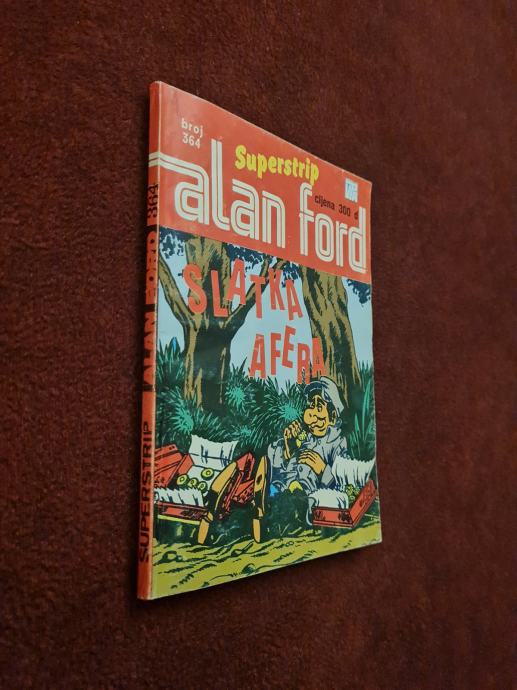 broj
364
Superstrip
cijena 300 d
alan ford
SLATKA
AFERA
SUPERSTRIP ALAN FORD 364